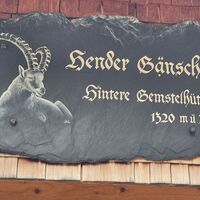 Hender Gänsch
Hintere Gemstelhüt
1320 m ü